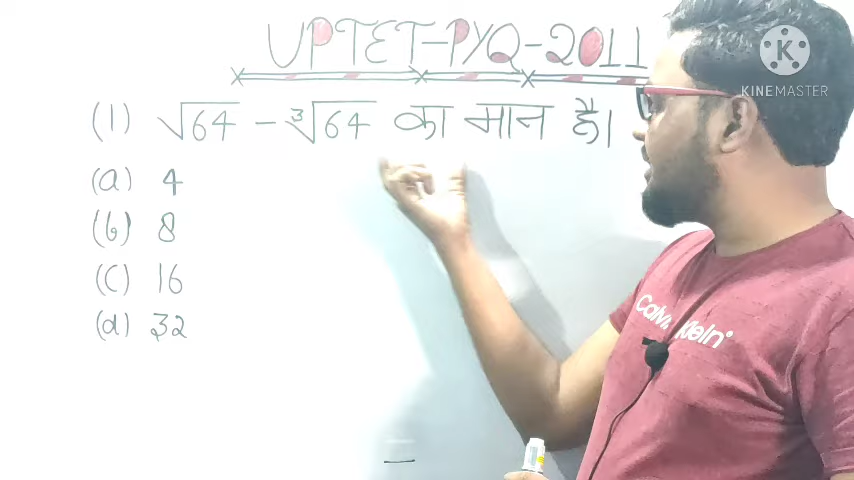 UPTET-PYQ-2011
KINEMASTER
(1) √64 - ∛64 का मान है।
(a) 4
(b) 8
(c) 16
(d) 32
Calvin Klein